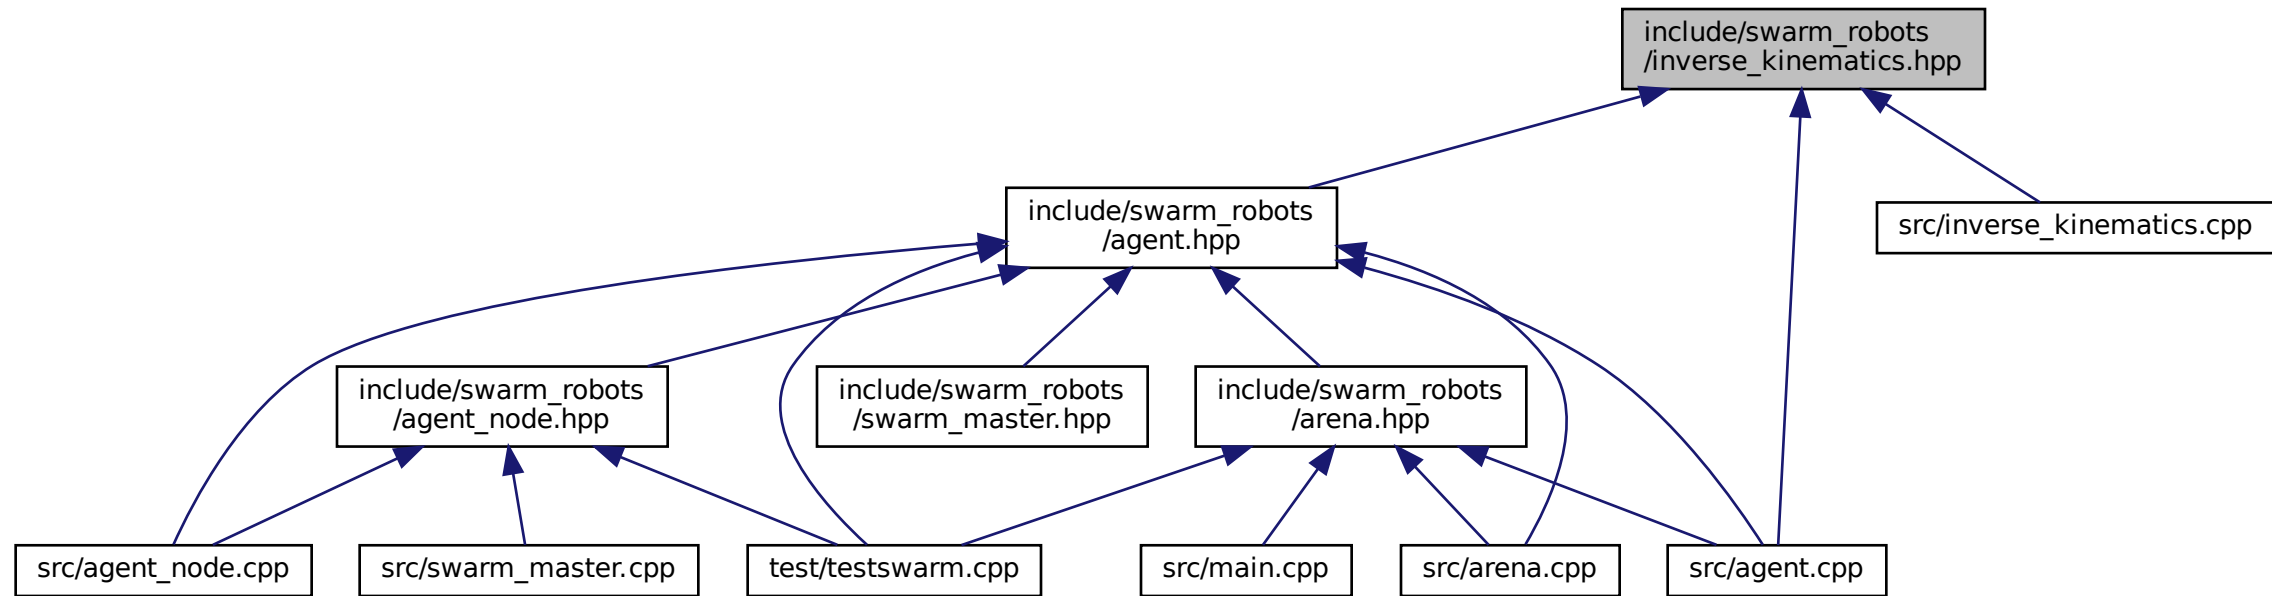 include/swarm_robots
/inverse_kinematics.hpp
include/swarm_robots
/agent.hpp
src/inverse_kinematics.cpp
include/swarm_robots
/agent_node.hpp
include/swarm_robots
/swarm_master.hpp
include/swarm_robots
/arena.hpp
src/agent_node.cpp
src/swarm_master.cpp
test/testswarm.cpp
src/main.cpp
src/arena.cpp
src/agent.cpp